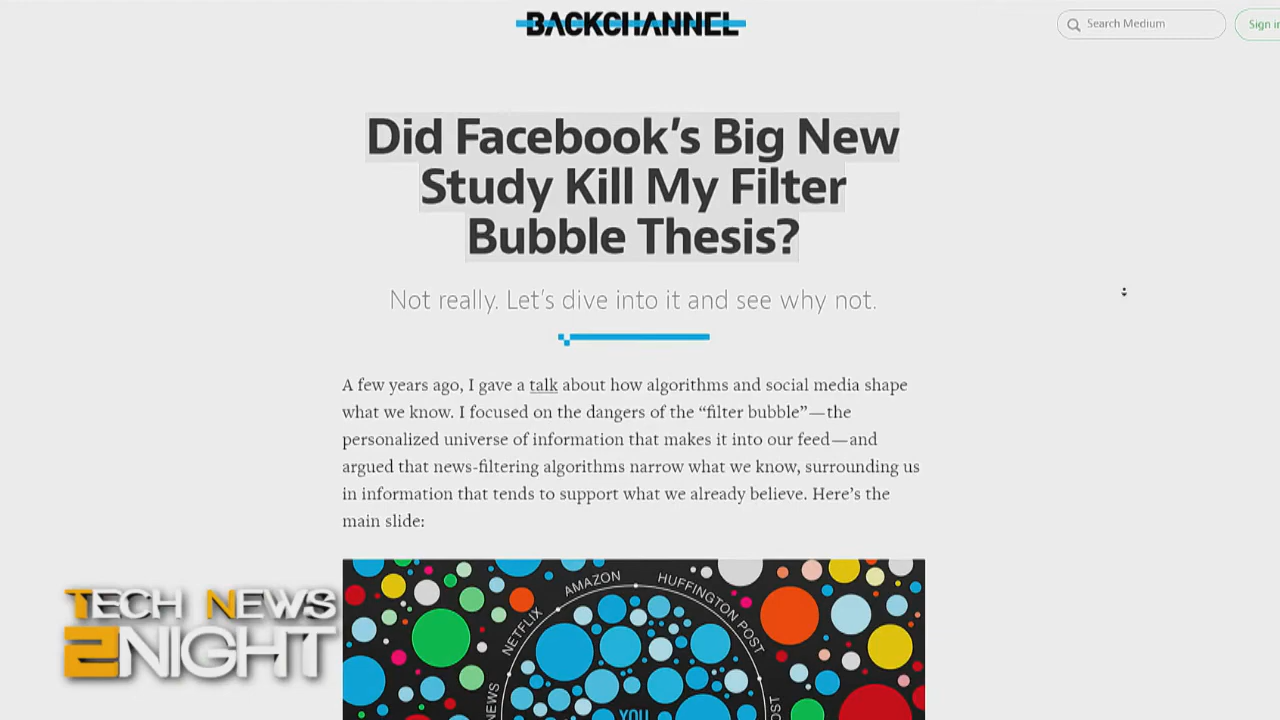 BACKCHANNEL
Search Medium
Sign in
Did Facebook's Big New
Study Kill My Filter
Bubble Thesis?
Not really. Let's dive into it and see why not.
A few years ago, I gave a talk about how algorithms and social media shape
what we know. I focused on the dangers of the “filter bubble”—the
personalized universe of information that makes it into our feed—and
argued that news-filtering algorithms narrow what we know, surrounding us
in information that tends to support what we already believe. Here's the
main slide:
NEWS
NETFLIX
AMAZON
HUFFINGTON POST
OST
YOU
TECH NEWS
2NIGHT